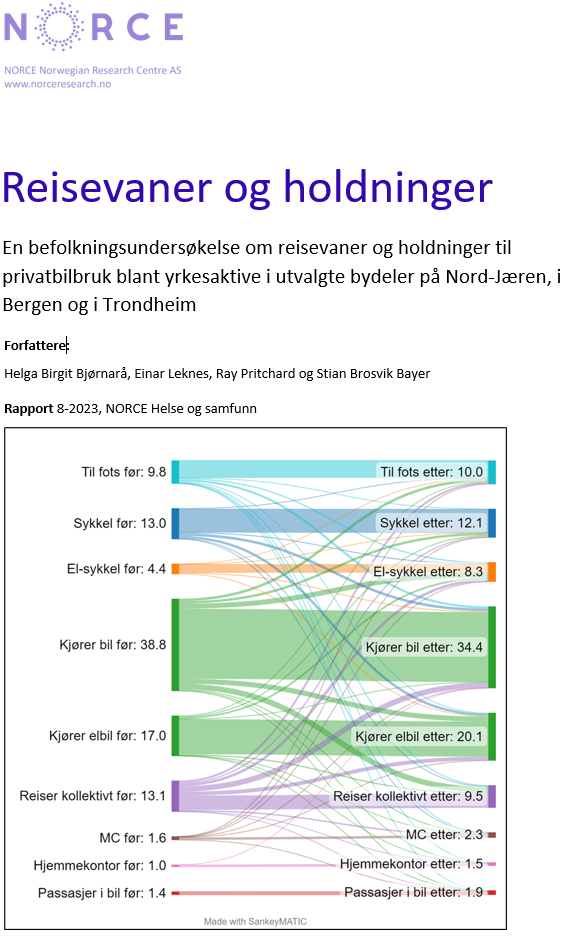 NORCE
NORCE Norwegian Research Centre AS
www.norceresearch.no
Reisevaner og holdninger
En befolkningsundersøkelse om reisevaner og holdninger til
privatbilbruk blant yrkesaktive i utvalgte bydeler på Nord-Jæren, i
Bergen og i Trondheim
Forfattere:
Helga Birgit Bjørnarå, Einar Leknes, Ray Pritchard og Stian Brosvik Bayer
Rapport 8-2023, NORCE Helse og samfunn
Til fots før: 9.8
Til fots etter: 10.0
Sykkel før: 13.0
Sykkel etter: 12.1
El-sykkel før: 4.4
El-sykkel etter: 8.3
Kjører bil før: 38.8
Kjører bil etter: 34.4
Kjører elbil før: 17.0
Kjører elbil etter: 20.1
Reiser kollektivt før: 13.1
Reiser kollektivt etter: 9.5
MC før: 1.6
MC etter: 2.3
Hjemmekontor før: 1.0
Hjemmekontor etter: 1.5
Passasjer i bil før: 1.4
Passasjer i bil etter: 1.9
Made with SankeyMATIC